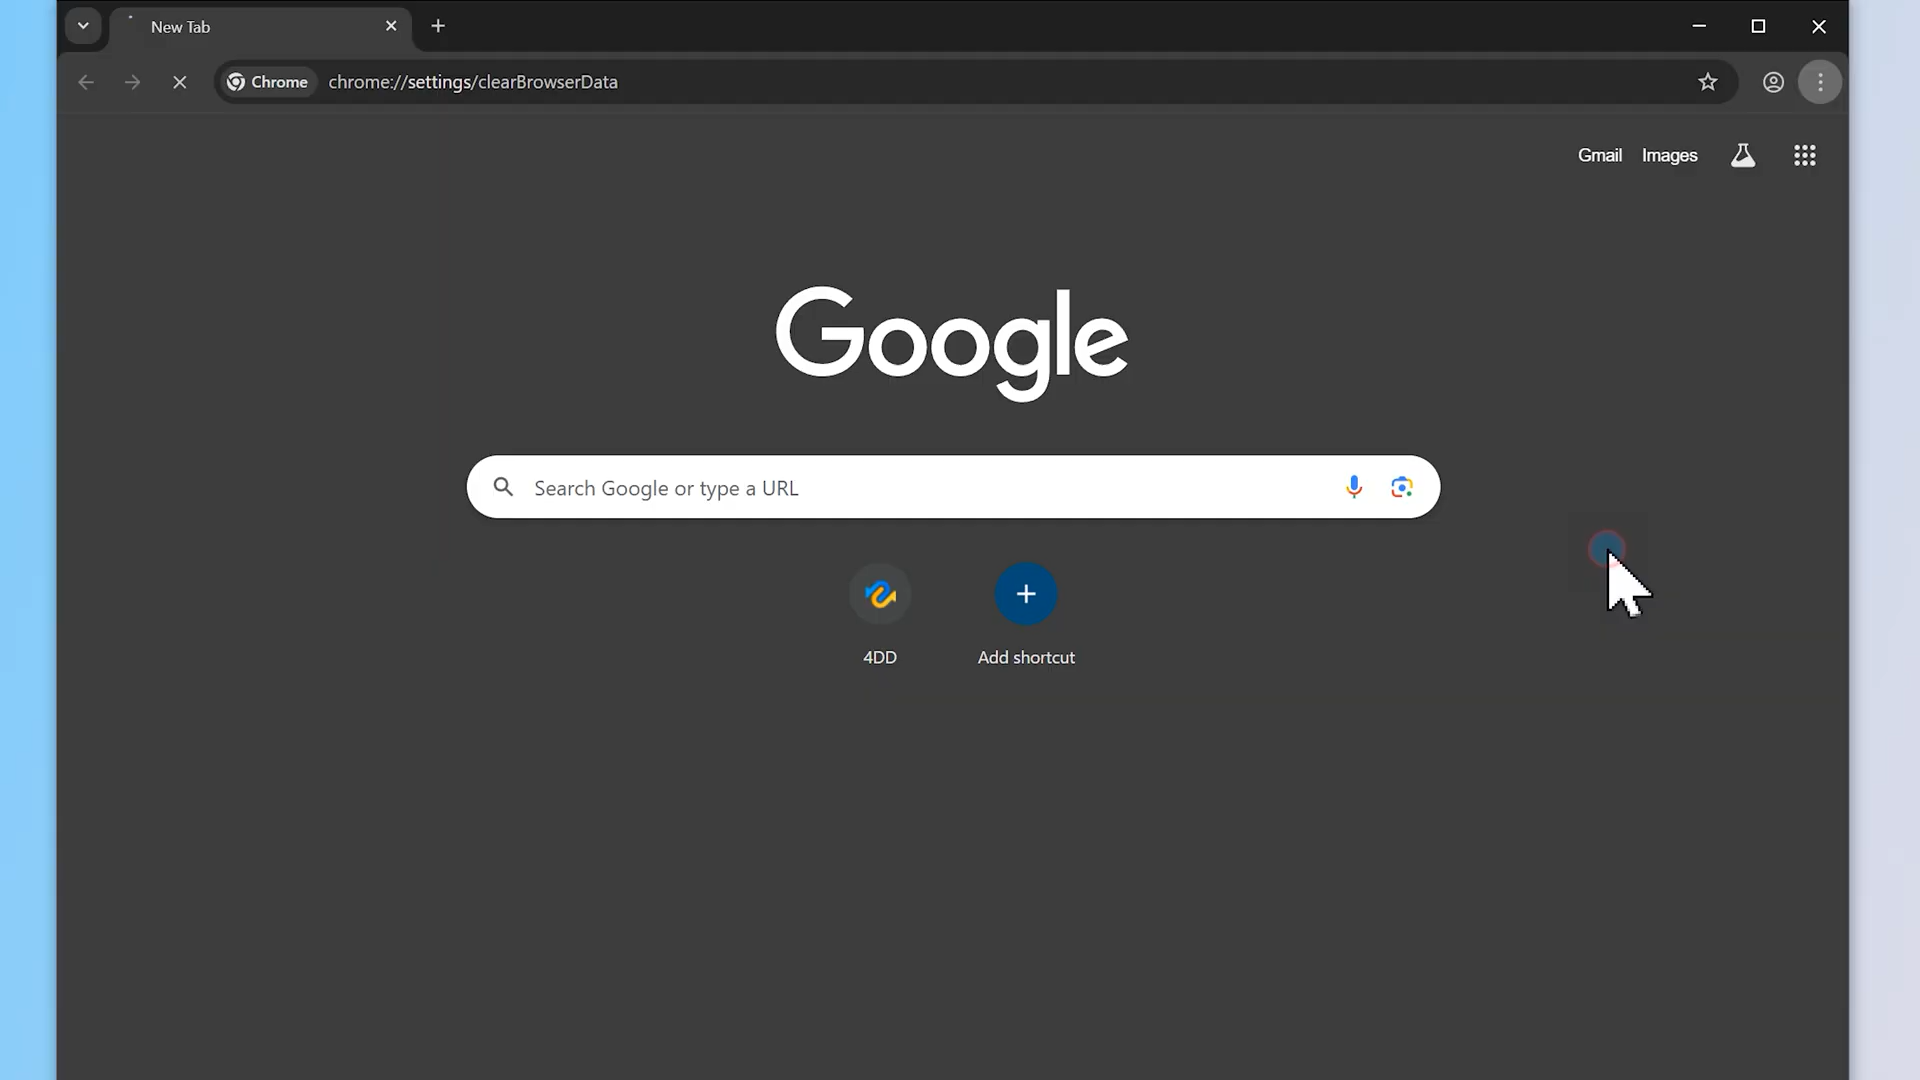 New Tab
Chrome chrome://settings/clearBrowserData
Gmail Images
Google
Search Google or type a URL
4DD Add shortcut